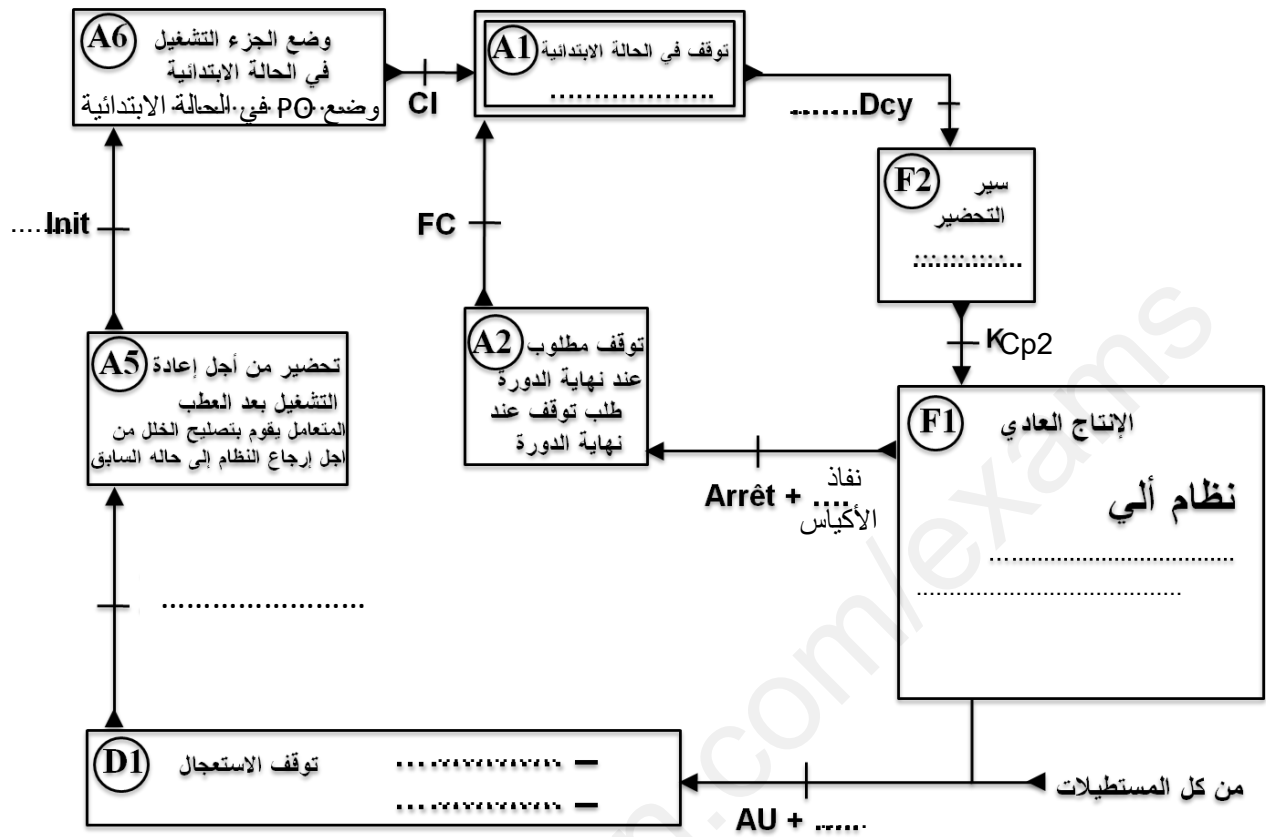 A6
وضع الجزء التشغيل
في الحالة الابتدائية
وضع PO في الحالة الابتدائية
CI
A1
توقف في الحالة الابتدائية
....................
.......Dcy
F2
سير
التحضير
..............
KCp2
F1
الإنتاج العادي
نظام ألي
.....................................
........................................
A2
توقف مطلوب
عند نهاية الدورة
طلب توقف عند
نهاية الدورة
FC
Arrêt + ....
نفاذ
الأكياس
........Init
A5
تحضير من أجل إعادة
التشغيل بعد العطب
المتعامل يقوم بتصليح الخلل من
اجل إرجاع النظام إلى حاله السابق
........................
D1
توقف الاستعجال
– ...................
– ...................
AU + ......
من كل المستطيلات
n.com/exams